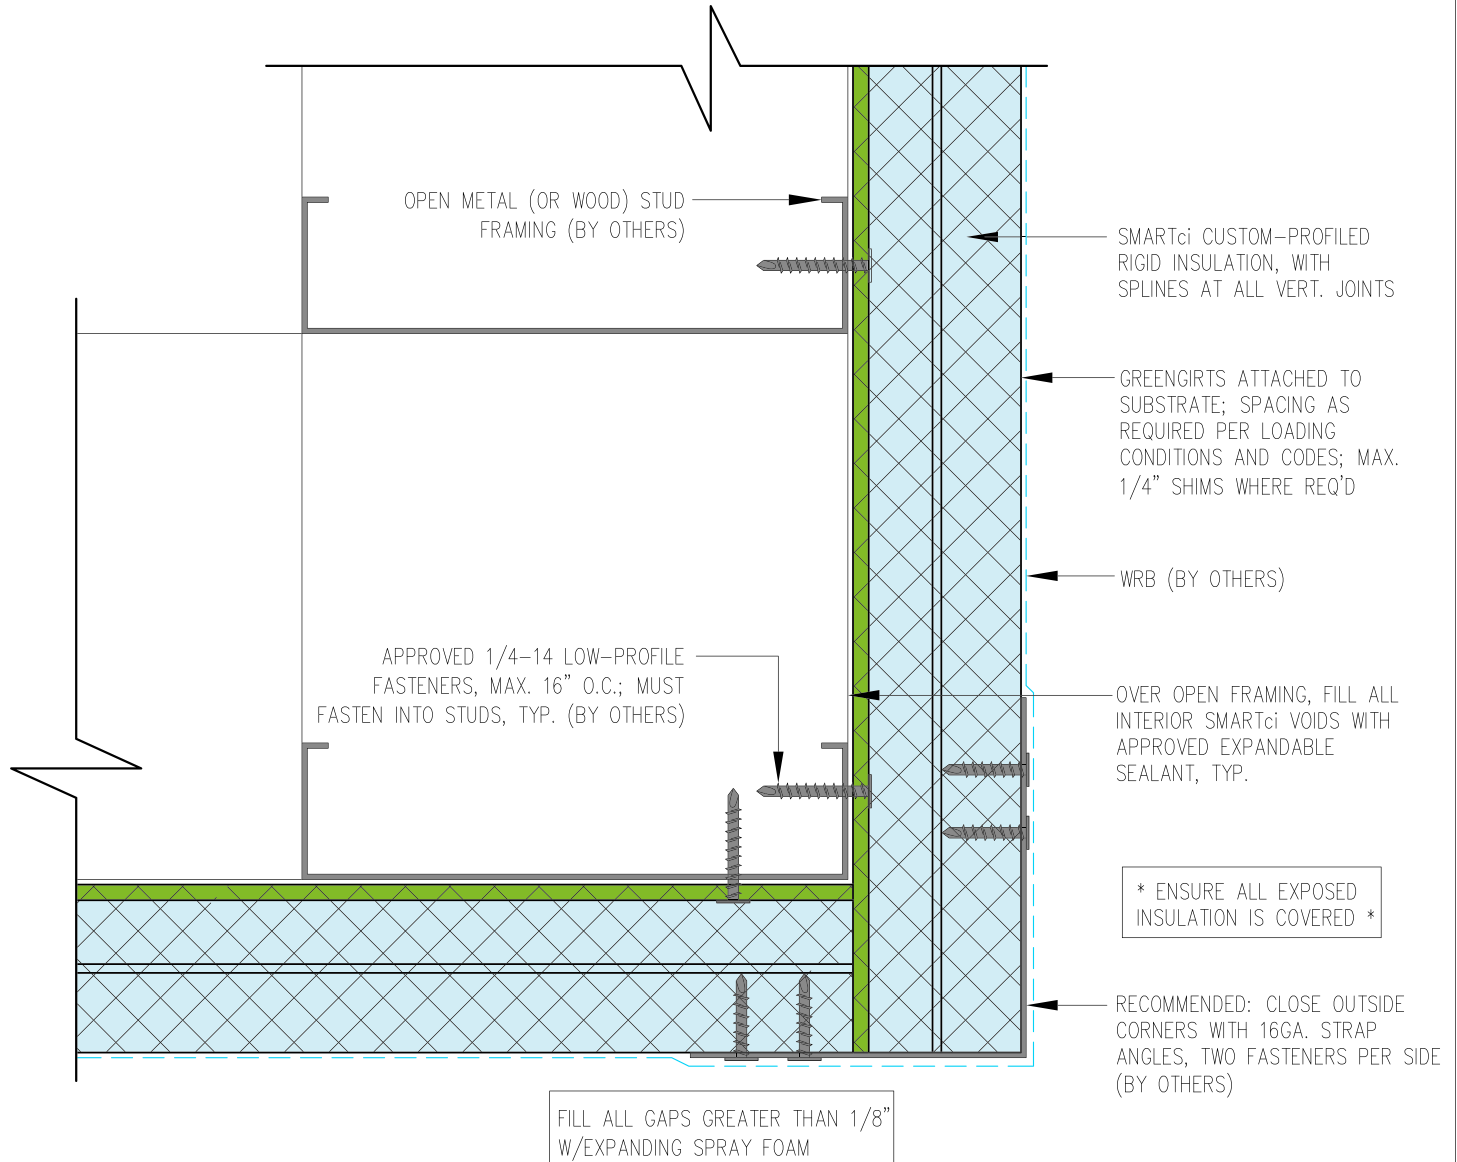 OPEN METAL (OR WOOD) STUD
FRAMING (BY OTHERS)
SMARTci CUSTOM-PROFILED
RIGID INSULATION, WITH
SPLINES AT ALL VERT. JOINTS
GREENGIRTS ATTACHED TO
SUBSTRATE; SPACING AS
REQUIRED PER LOADING
CONDITIONS AND CODES; MAX.
1/4" SHIMS WHERE REQ'D
WRB (BY OTHERS)
APPROVED 1/4-14 LOW-PROFILE
FASTENERS, MAX. 16" O.C.; MUST
FASTEN INTO STUDS, TYP. (BY OTHERS)
OVER OPEN FRAMING, FILL ALL
INTERIOR SMARTci VOIDS WITH
APPROVED EXPANDABLE
SEALANT, TYP.
* ENSURE ALL EXPOSED
INSULATION IS COVERED *
RECOMMENDED: CLOSE OUTSIDE
CORNERS WITH 16GA. STRAP
ANGLES, TWO FASTENERS PER SIDE
(BY OTHERS)
FILL ALL GAPS GREATER THAN 1/8"
W/EXPANDING SPRAY FOAM